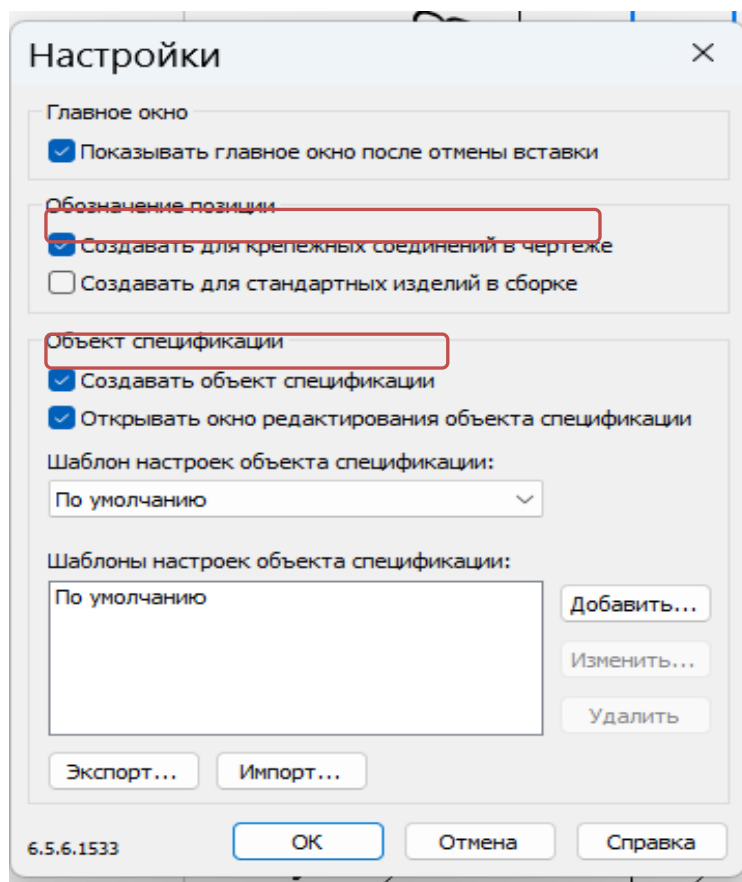 Настройки
Главное окно
Показывать главное окно после отмены вставки
Обозначение позиции
Создавать для крепежных соединений в чертеже
Создавать для стандартных изделий в сборке
Объект спецификации
Создавать объект спецификации
Открывать окно редактирования объекта спецификации
Шаблон настроек объекта спецификации:
По умолчанию
Шаблоны настроек объекта спецификации:
По умолчанию
Добавить...
Изменить...
Удалить
Экспорт... Импорт...
6.5.6.1533 ОК Отмена Справка